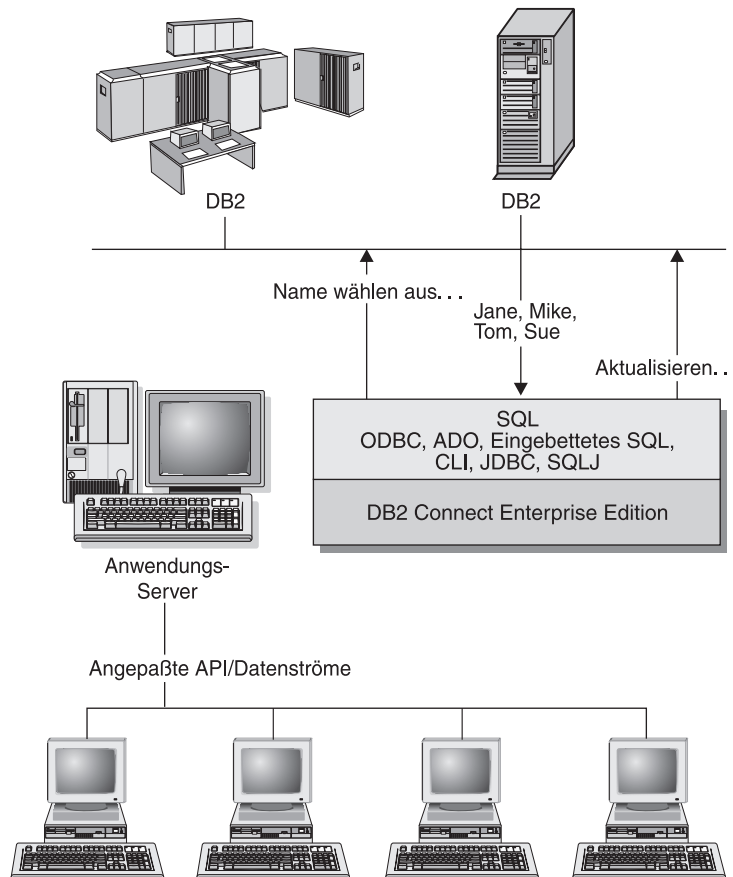 DB2
DB2
Name wählen aus. . .
Jane, Mike,
Tom, Sue
Aktualisieren. .
SQL
ODBC, ADO, Eingebettetes SQL,
CLI, JDBC, SQLJ
DB2 Connect Enterprise Edition
Anwendungs-
Server
Angepaßte API/Datenströme